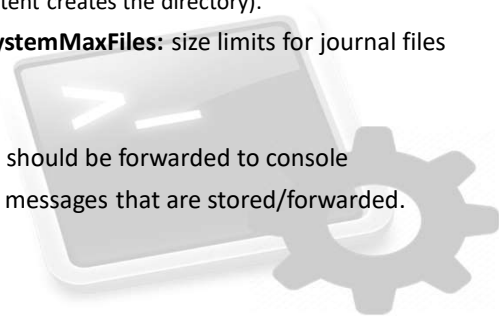 tent creates the directory).
ystemMaxFiles: size limits for journal files
>_
should be forwarded to console
messages that are stored/forwarded.